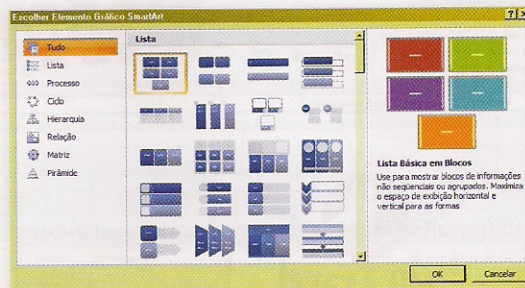 Escolher Elemento Gráfico SmartArt
Tudo
Lista
Processo
Ciclo
Hierarquia
Relação
Matriz
Pirâmide
Lista
Lista Básica em Blocos
Use para mostrar blocos de informações
não seqüenciais ou agrupados. Maximiza
o espaço de exibição horizontal e
vertical para as formas
OK
Cancelar